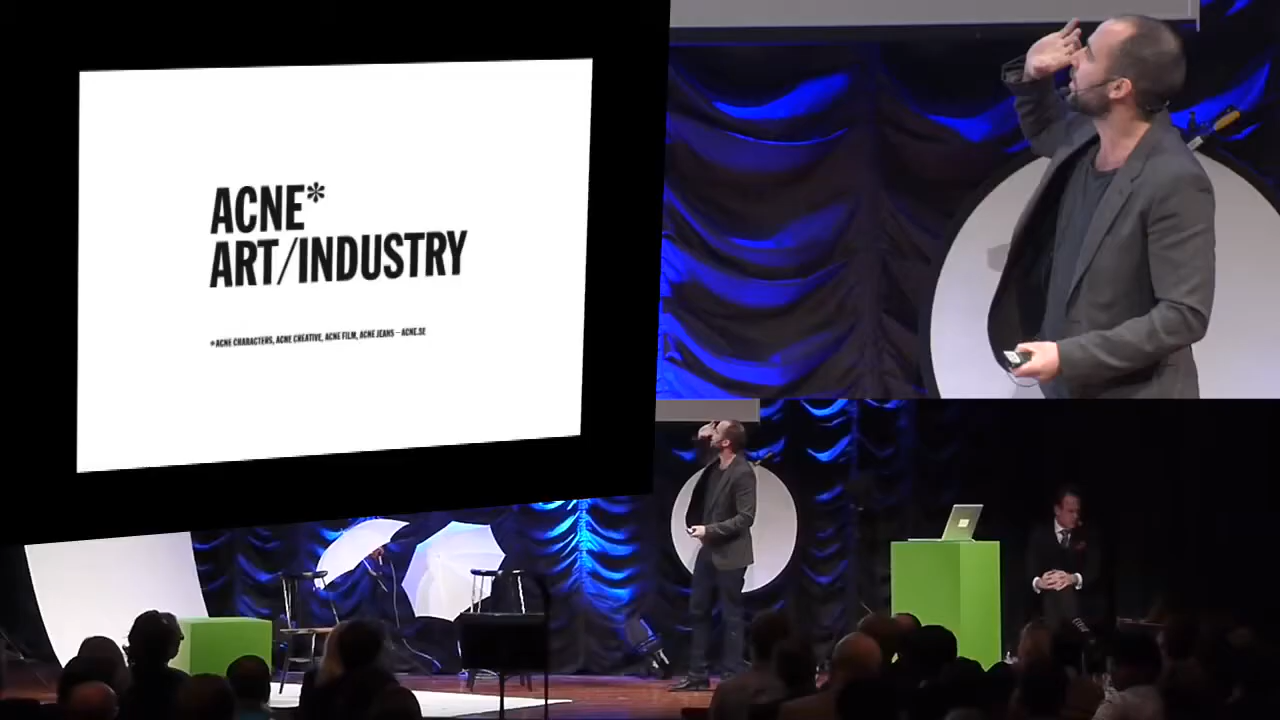 ACNE*
ART/INDUSTRY
*ACNE CHARACTERS, ACNE CREATIVE, ACNE FILM, ACNE JEANS – ACNE.SE